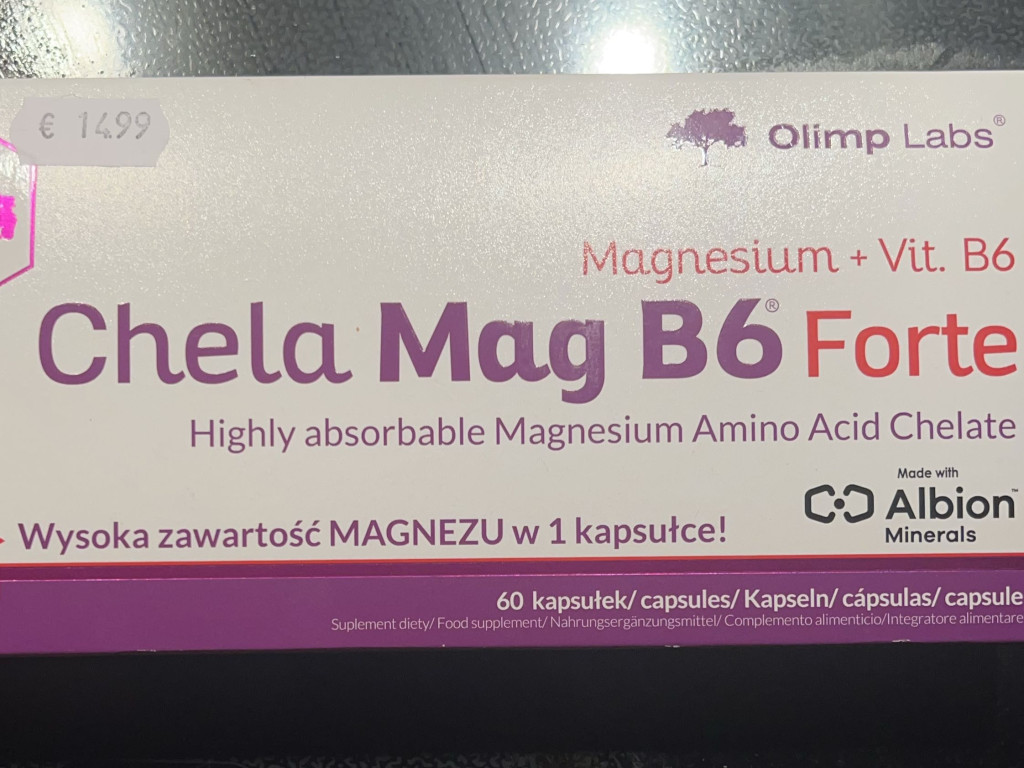 € 14.99
Olimp Labs®
Magnesium + Vit. B6
Chela Mag B6® Forte
Highly absorbable Magnesium Amino Acid Chelate
Made with
Albion™
Minerals
Wysoka zawartość MAGNEZU w 1 kapsułce!
60 kapsułek/ capsules/ Kapseln/ cápsulas/ capsule
Suplement diety/ Food supplement/ Nahrungsergänzungsmittel/ Complemento alimenticio/Integratore alimentare